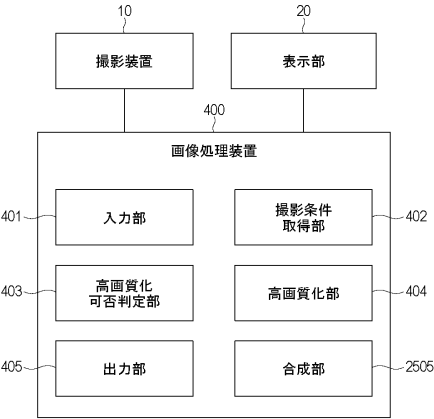 10
20
撮影装置
表示部
400
画像処理装置
401
入力部
撮影条件
取得部
402
403
高画質化
可否判定部
高画質化部
404
405
出力部
合成部
2505